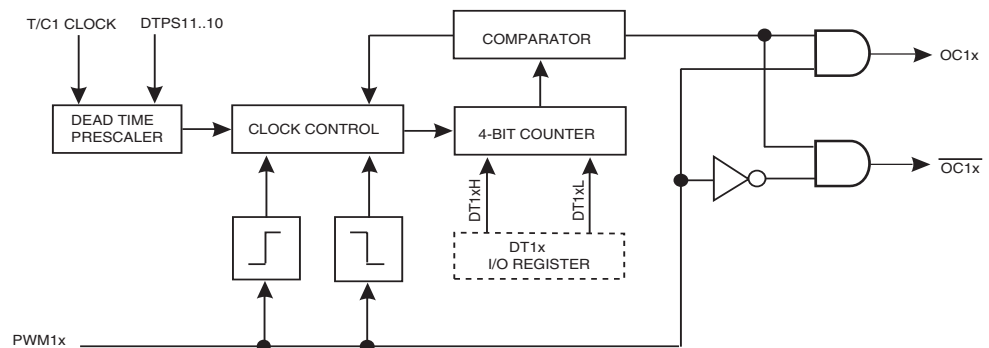 T/C1 CLOCK
DTPS11..10
COMPARATOR
OC1x
DEAD TIME
PRESCALER
CLOCK CONTROL
4-BIT COUNTER
OC1x
DT1xH
DT1xL
DT1x
I/O REGISTER
PWM1x